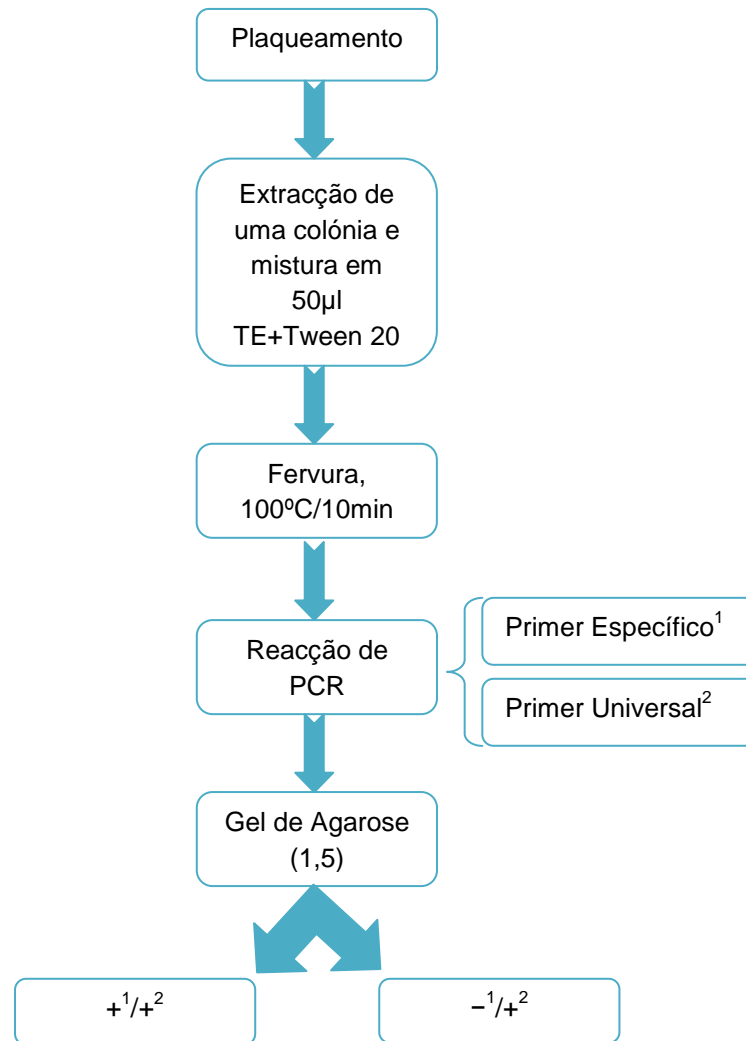 Plaqueamento
Extracção de
uma colónia e
mistura em
50µl
TE+Tween 20
Fervura,
100ºC/10min
Reacção de
PCR
Primer Específico¹
Primer Universal²
Gel de Agarose
(1,5)
+¹/+²
−¹/+²